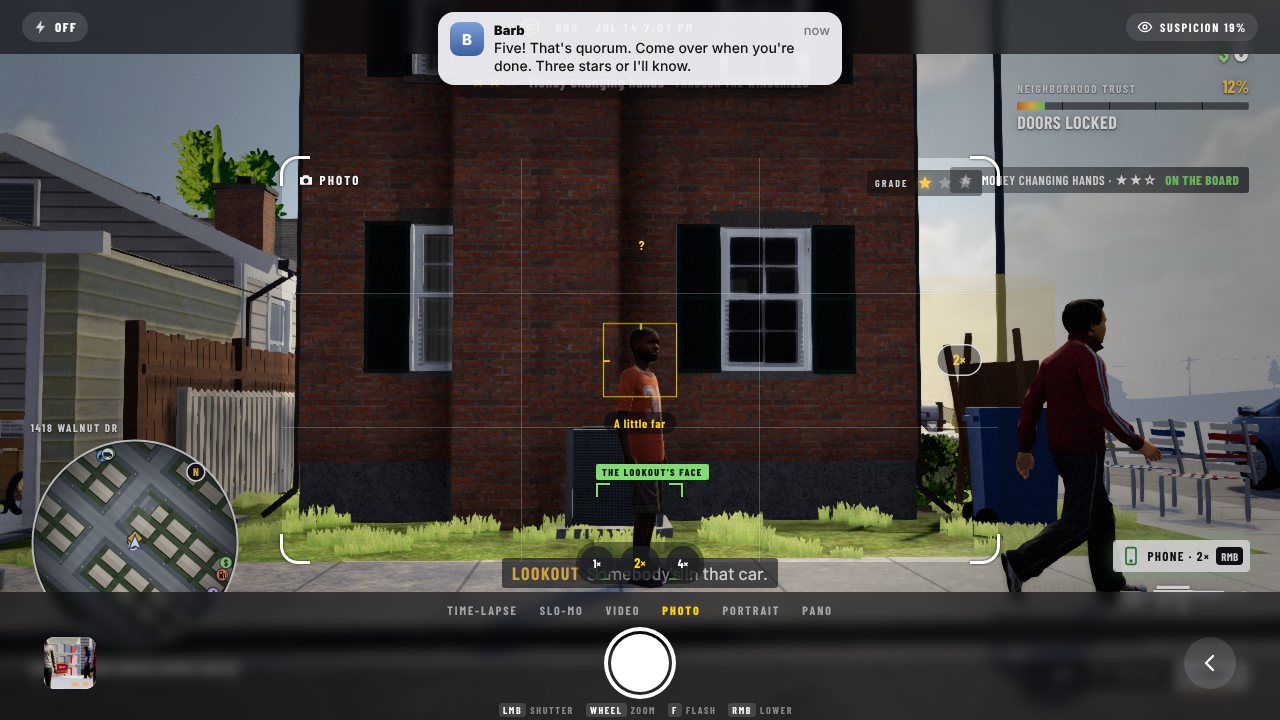 OFF
HDR JUL 14 7:01 PM
B
Barb
now
Five! That's quorum. Come over when you're
done. Three stars or I'll know.
SUSPICION 19%
$
NEIGHBORHOOD TRUST 12%
DOORS LOCKED
PHOTO
GRADE
MONEY CHANGING HANDS · ★★☆ ON THE BOARD
?
2×
A little far
1418 WALNUT DR
N
THE LOOKOUT'S FACE
$
PHONE · 2× RMB
1× 2× 4×
LOOKOUT Somebody's in that car.
TIME-LAPSE SLO-MO VIDEO PHOTO PORTRAIT PANO
LMB SHUTTER WHEEL ZOOM F FLASH RMB LOWER